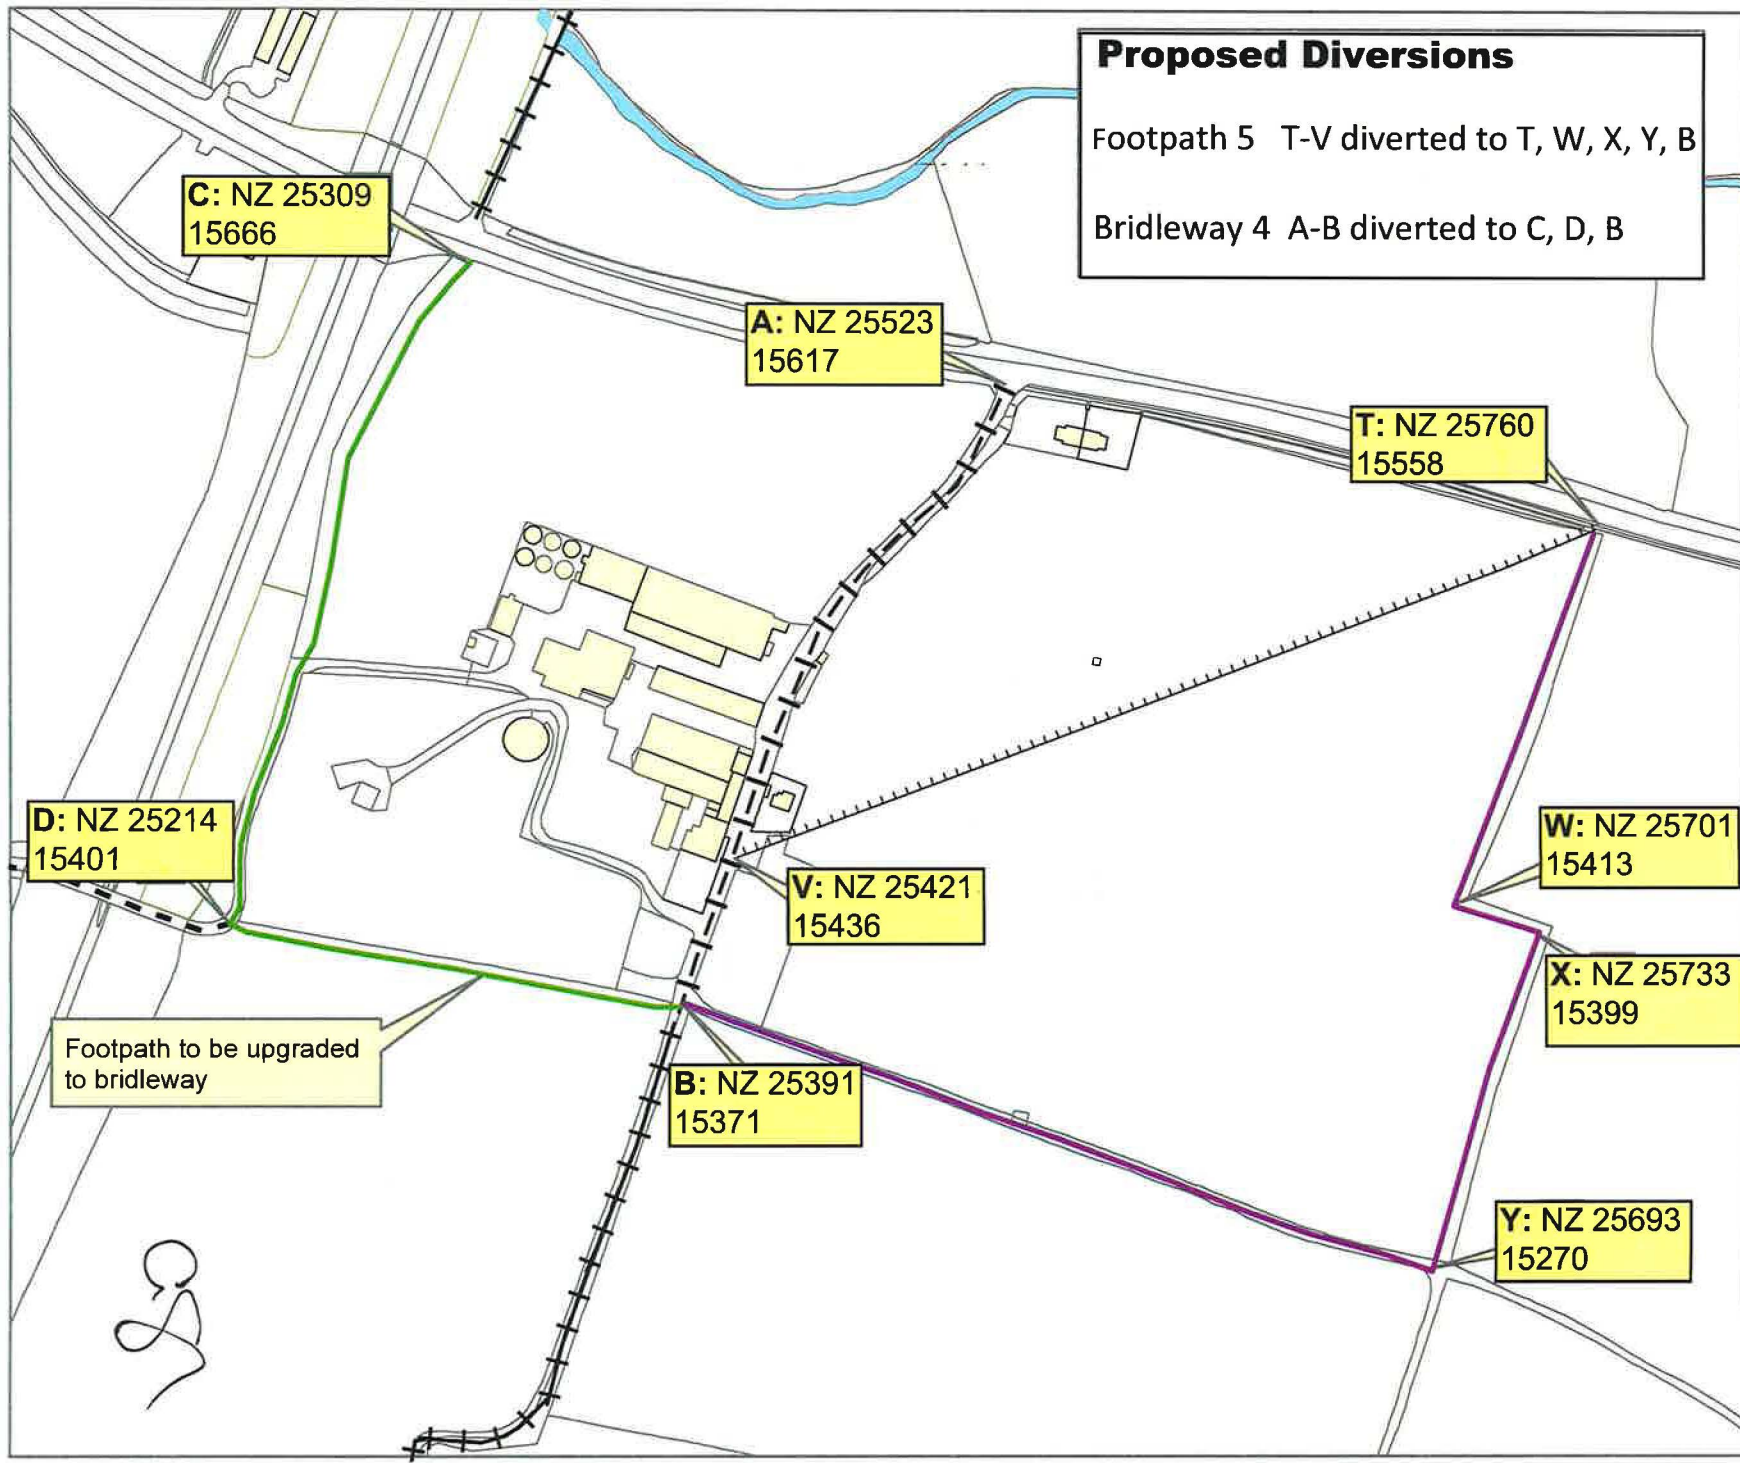 Proposed Diversions
Footpath 5 T-V diverted to T, W, X, Y, B
Bridleway 4 A-B diverted to C, D, B
C: NZ 25309
15666
A: NZ 25523
15617
T: NZ 25760
15558
D: NZ 25214
15401
W: NZ 25701
15413
V: NZ 25421
15436
X: NZ 25733
15399
Footpath to be upgraded
to bridleway
B: NZ 25391
15371
Y: NZ 25693
15270